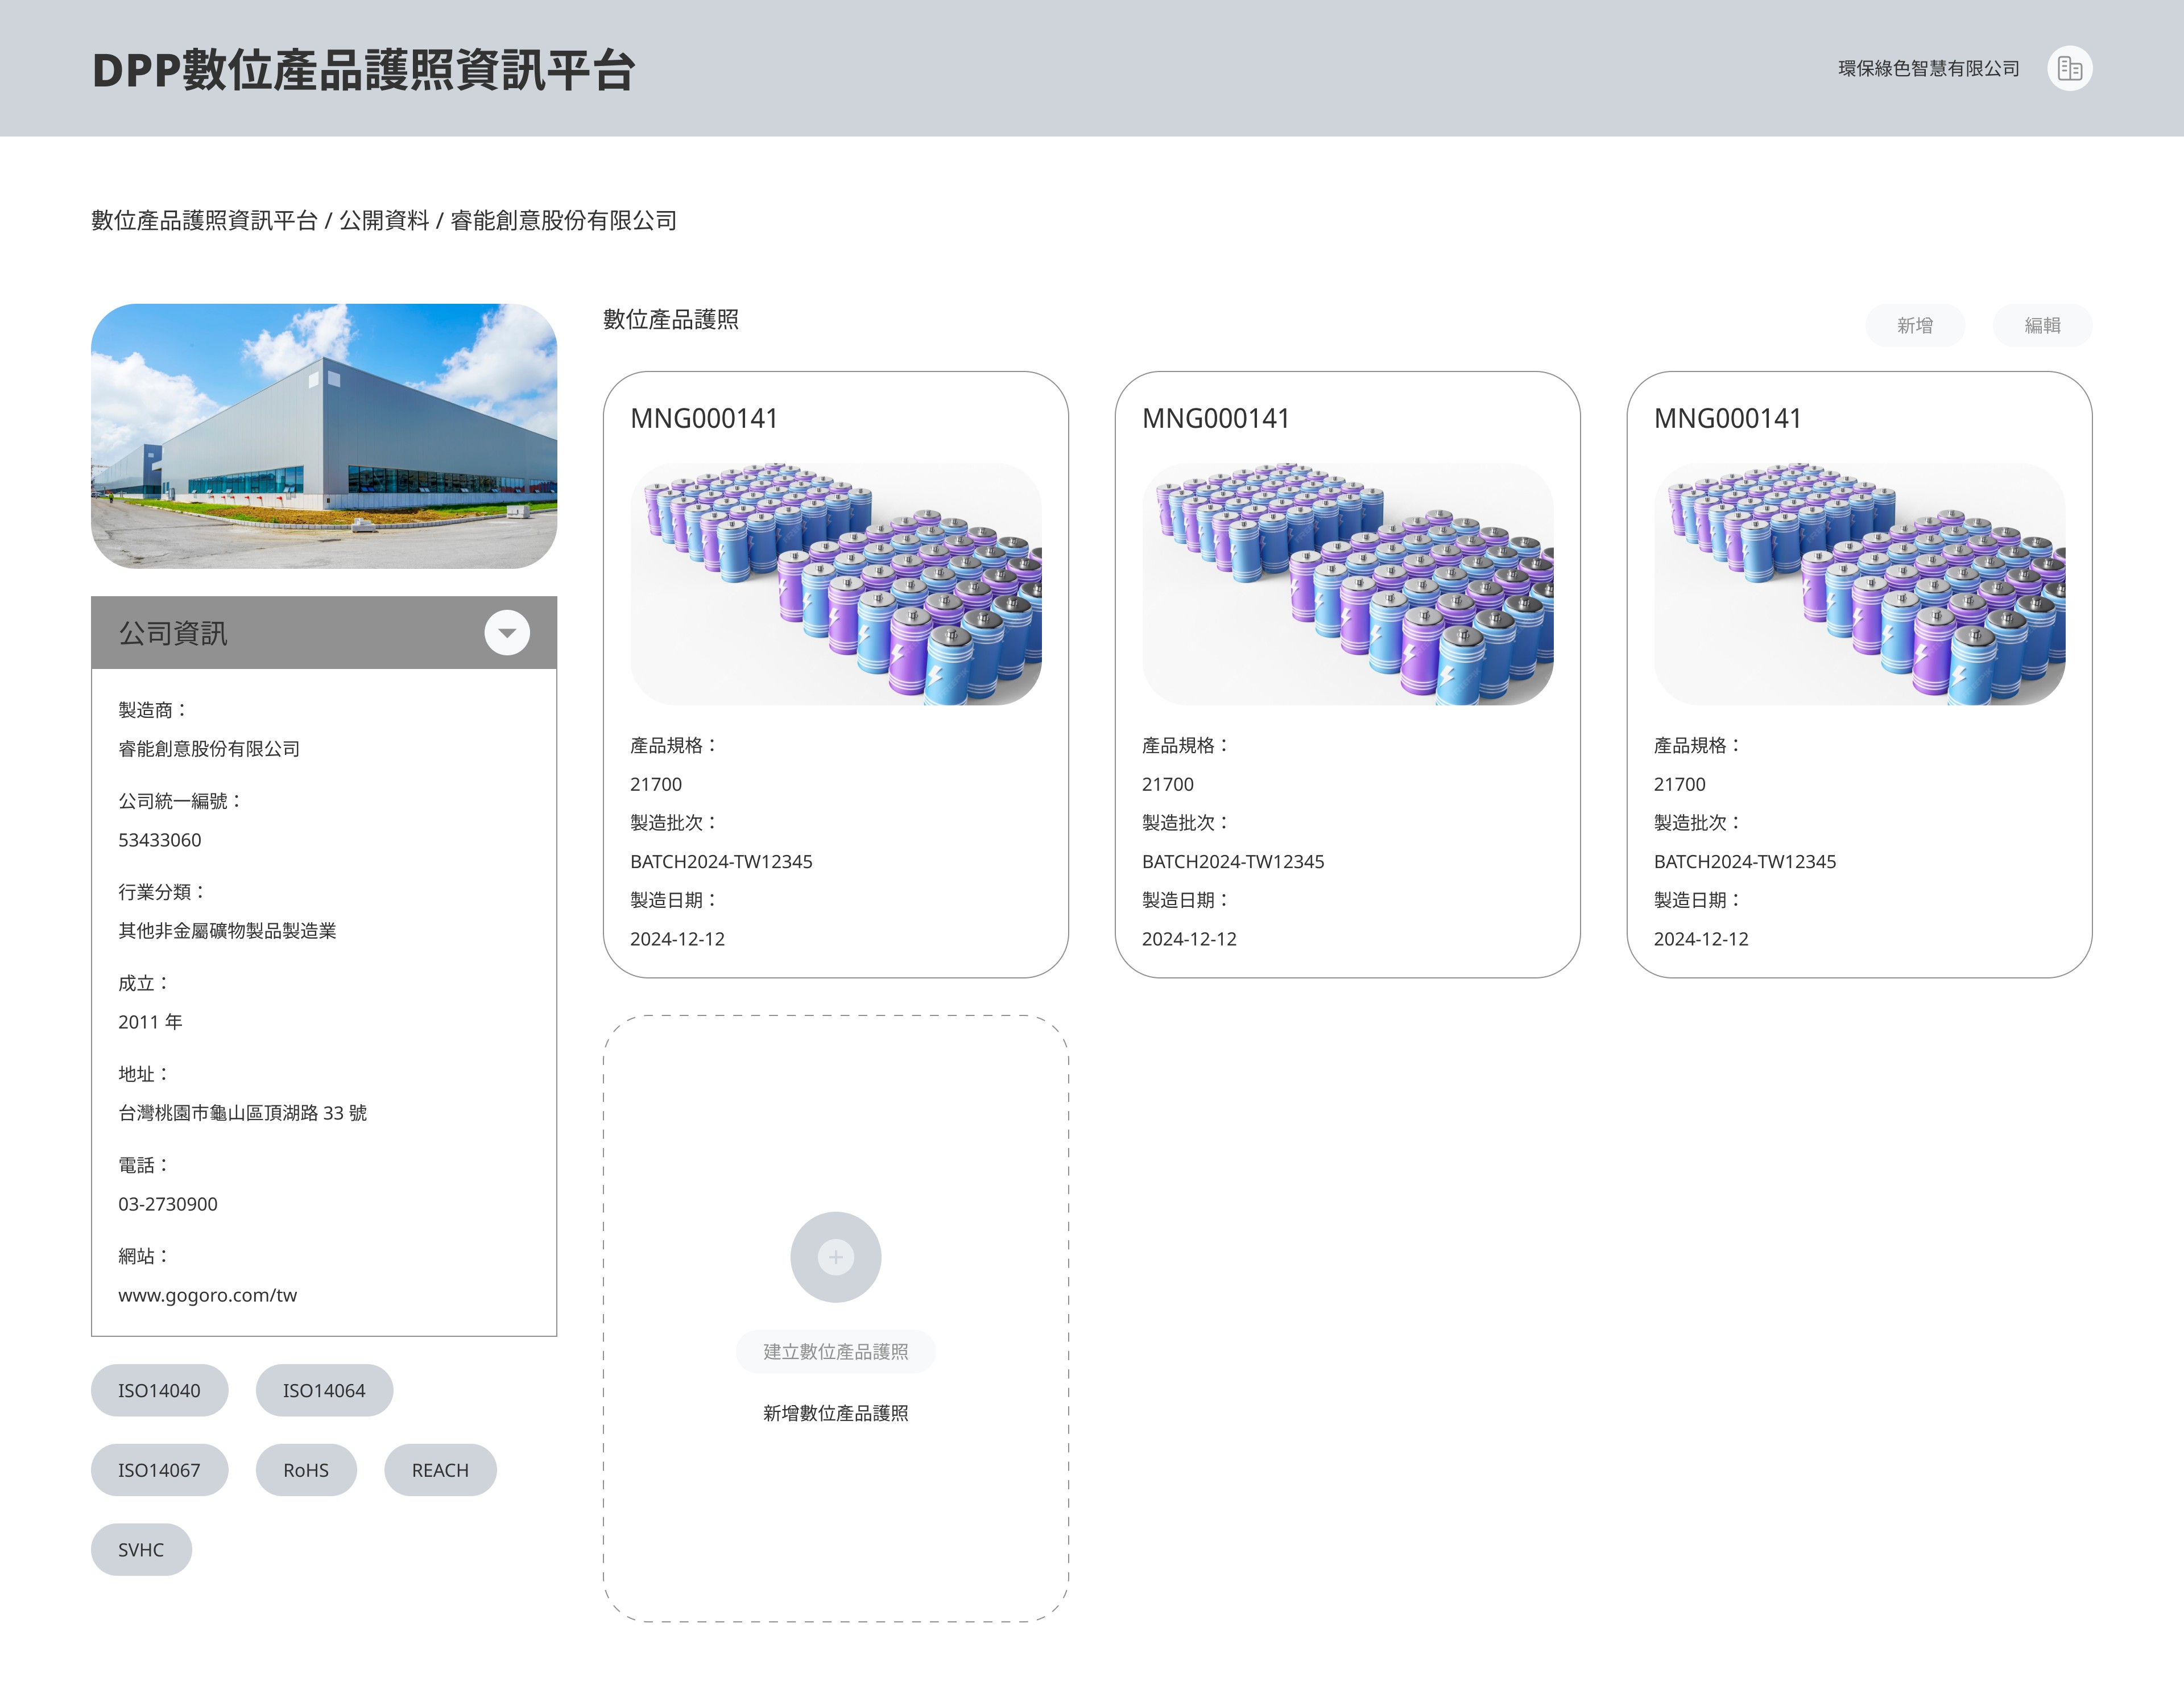 DPP數位產品護照資訊平台
環保綠色智慧有限公司
數位產品護照資訊平台 / 公開資料 / 睿能創意股份有限公司
公司資訊
製造商：
睿能創意股份有限公司
公司統一編號：
53433060
行業分類：
其他非金屬礦物製品製造業
成立：
2011 年
地址：
台灣桃園市龜山區頂湖路 33 號
電話：
03-2730900
網站：
www.gogoro.com/tw
ISO14040
ISO14064
ISO14067
RoHS
REACH
SVHC
數位產品護照
新增
編輯
MNG000141
產品規格：
21700
製造批次：
BATCH2024-TW12345
製造日期：
2024-12-12
MNG000141
產品規格：
21700
製造批次：
BATCH2024-TW12345
製造日期：
2024-12-12
MNG000141
產品規格：
21700
製造批次：
BATCH2024-TW12345
製造日期：
2024-12-12
建立數位產品護照
新增數位產品護照